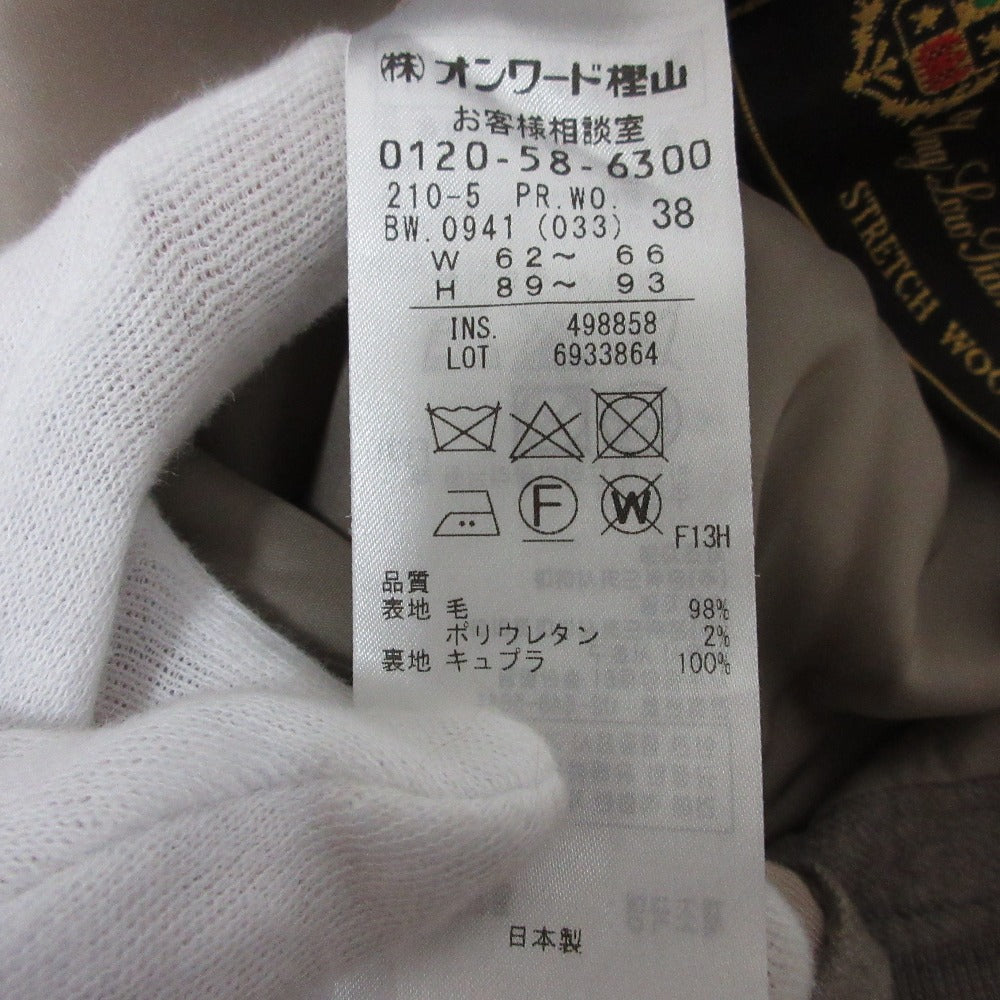 ㈱オンワード樫山
お客様相談室
0120-58-6300
210-5 PR.WO. 38
BW.0941 (033)
W 62～ 66
H 89～ 93
INS. 498858
LOT 6933864
F
W
F13H
品質
表地 毛 98%
ポリウレタン 2%
裏地 キュプラ 100%
日本製
STRETCH